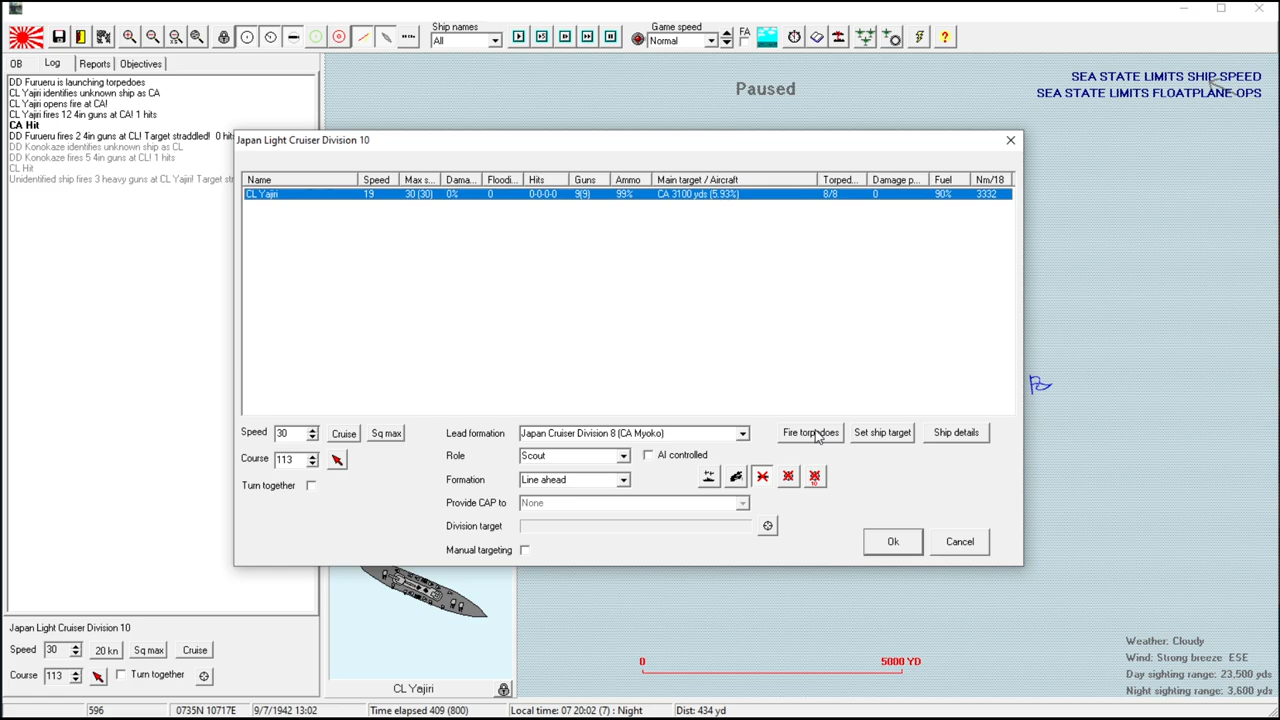 Ship names
Game speed
All
Normal
FA
OB
Log
Reports
Objectives
DD Furueru is launching torpedoes
CL Yajiri identifies unknown ship as CA
CL Yajiri opens fire at CA!
CL Yajiri fires 12 4in guns at CA! 1 hits
CA Hit
DD Furueru fires 2 4in guns at CL! Target straddled! 0 hits
DD Konokaze identifies unknown ship as CL
DD Konokaze fires 5 4in guns at CL! 1 hits
CL Hit
Unidentified ship fires 3 heavy guns at CL Yajiri! Target str
Paused
SEA STATE LIMITS SHIP SPEED
SEA STATE LIMITS FLOATPLANE OPS
Japan Light Cruiser Division 10
Name Speed Max s... Dama... Floodi... Hits Guns Ammo Main target / Aircraft Torped... Damage p... Fuel Nm/18
CL Yajiri 19 30 (30) 0% 0 0-0-0-0 9(9) 99% CA 3100 yds (5.93%) 8/8 0 90% 3332
Speed 30 Cruise Sq max
Course 113
Turn together
Lead formation Japan Cruiser Division 8 (CA Myoko)
Role Scout AI controlled
Formation Line ahead
Provide CAP to None
Division target
Manual targeting
Fire torpedoes Set ship target Ship details
10
Ok Cancel
Japan Light Cruiser Division 10
Speed 30 20 kn Sq max Cruise
Course 113 Turn together
CL Yajiri
0 5000 YD
Weather: Cloudy
Wind: Strong breeze ESE
Day sighting range: 23,500 yds
Night sighting range: 3,600 yds
596 0735N 10717E 9/7/1942 13:02 Time elapsed 409 (800) Local time: 07 20:02 (7) : Night Dist: 434 yd